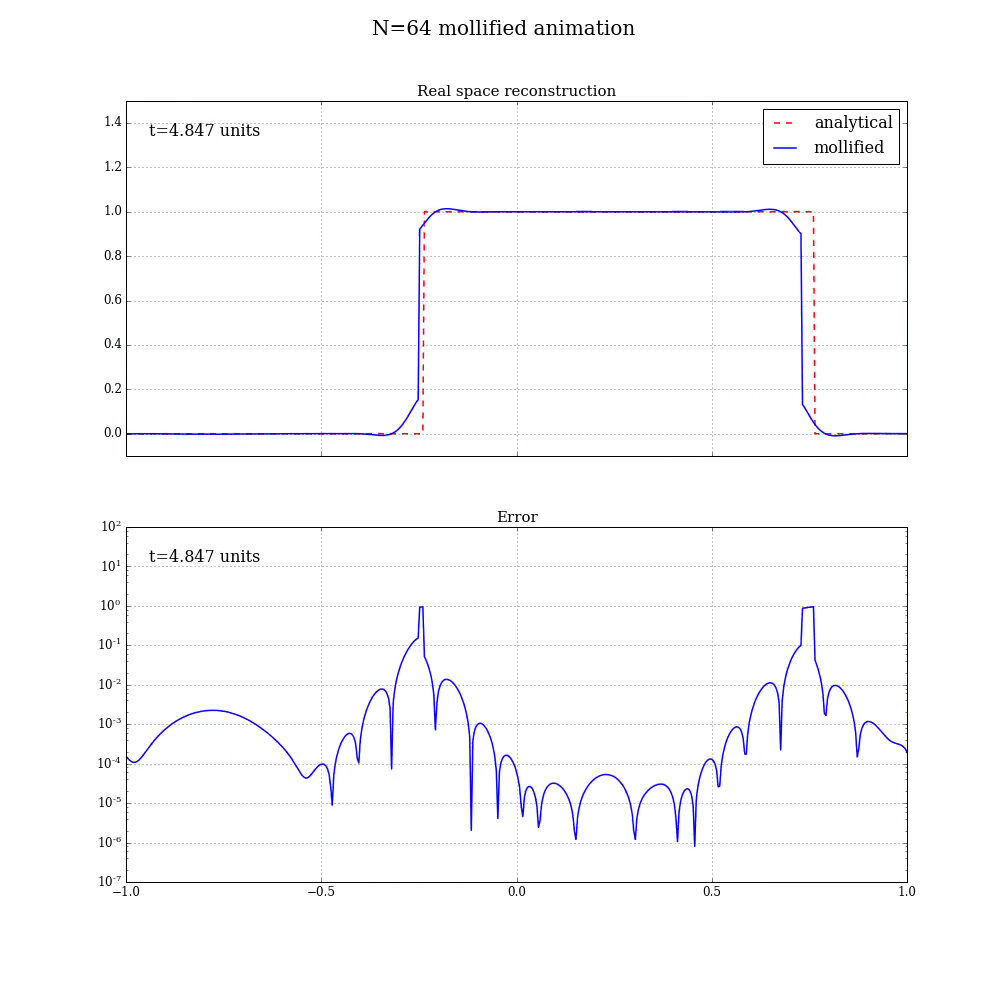 N=64 mollified animation
Real space reconstruction
t=4.847 units
analytical
mollified
1.4
1.2
1.0
0.8
0.6
0.4
0.2
0.0
Error
t=4.847 units
10²
10¹
10⁰
10⁻¹
10⁻²
10⁻³
10⁻⁴
10⁻⁵
10⁻⁶
10⁻⁷
−1.0 −0.5 0.0 0.5 1.0